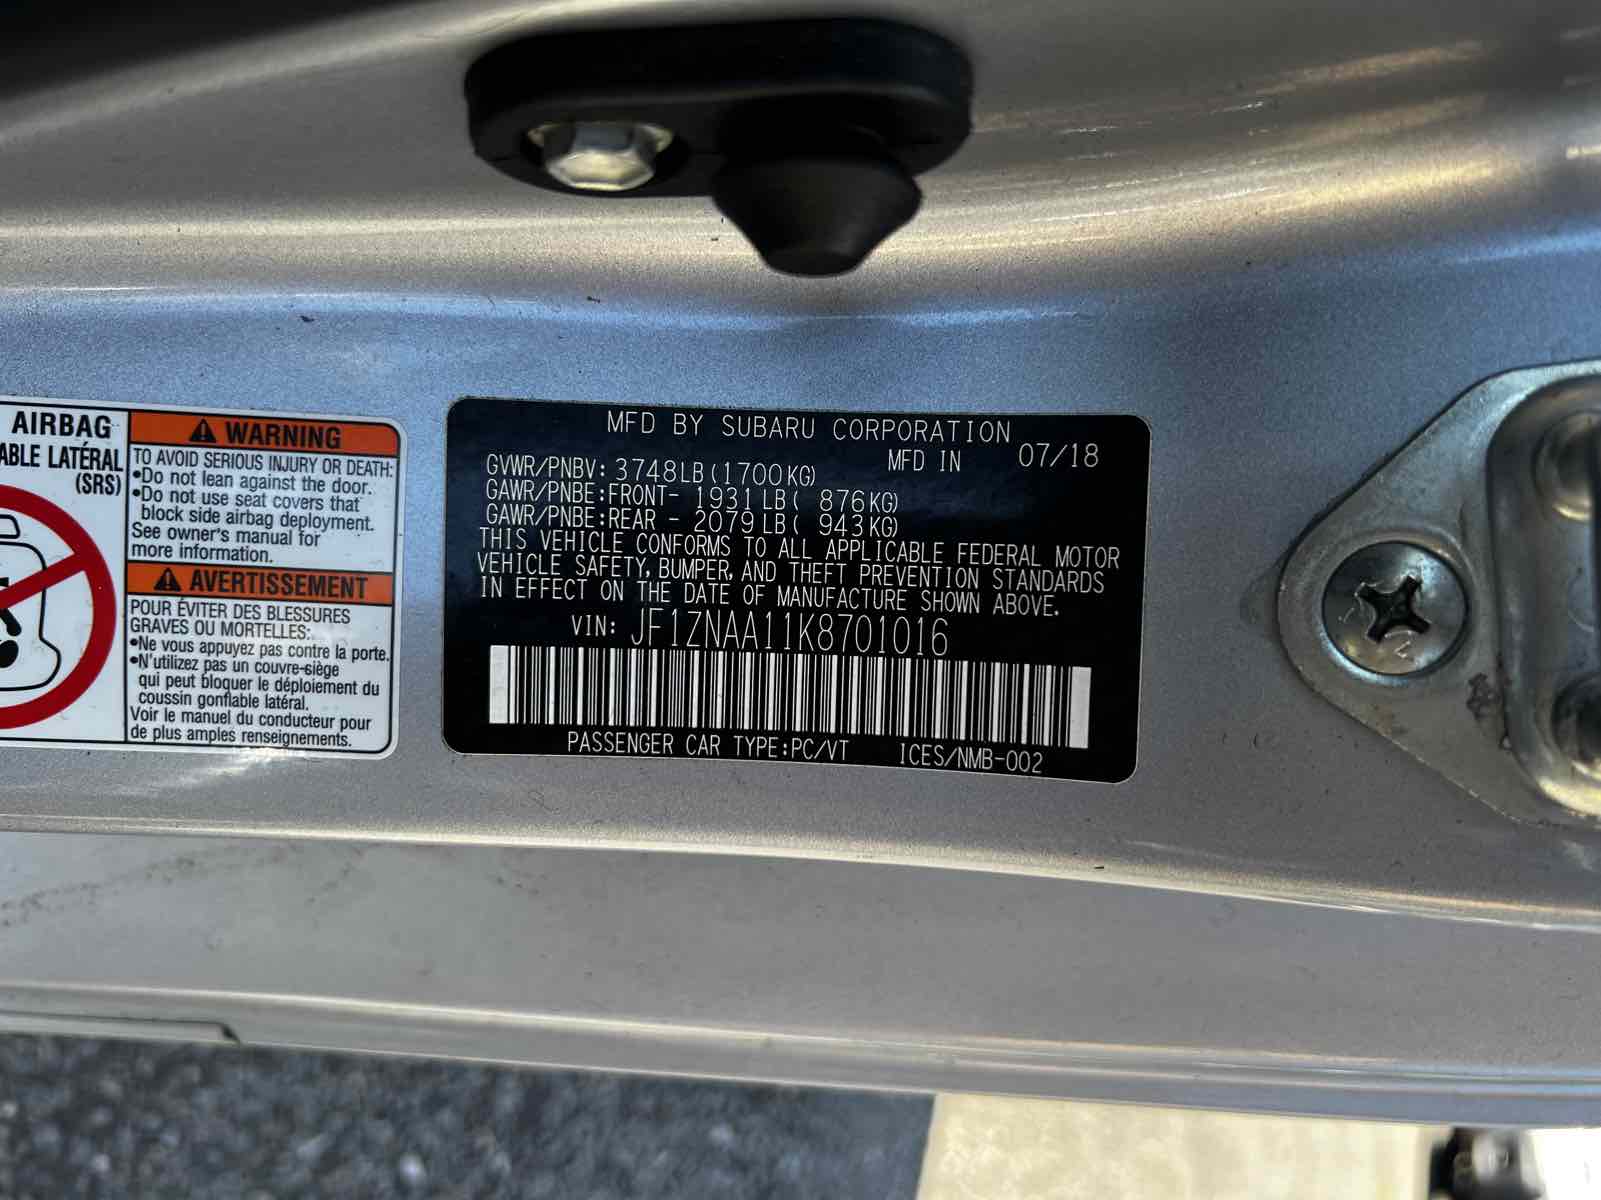 AIRBAG
ABLE LATÉRAL
(SRS)
WARNING
TO AVOID SERIOUS INJURY OR DEATH:
•Do not lean against the door.
•Do not use seat covers that
block side airbag deployment.
See owner's manual for
more information.
AVERTISSEMENT
POUR ÉVITER DES BLESSURES
GRAVES OU MORTELLES:
•Ne vous appuyez pas contre la porte.
•N'utilizez pas un couvre-siège
qui peut bloquer le déploiement du
coussin gonflable latéral.
Voir le manuel du conducteur pour
de plus amples renseignements.
MFD BY SUBARU CORPORATION
MFD IN 07/18
GVWR/PNBV: 3748LB(1700KG)
GAWR/PNBE:FRONT- 1931LB( 876KG)
GAWR/PNBE:REAR - 2079LB( 943KG)
THIS VEHICLE CONFORMS TO ALL APPLICABLE FEDERAL MOTOR
VEHICLE SAFETY, BUMPER, AND THEFT PREVENTION STANDARDS
IN EFFECT ON THE DATE OF MANUFACTURE SHOWN ABOVE.
VIN: JF1ZNAA11K8701016
PASSENGER CAR TYPE:PC/VT ICES/NMB-002